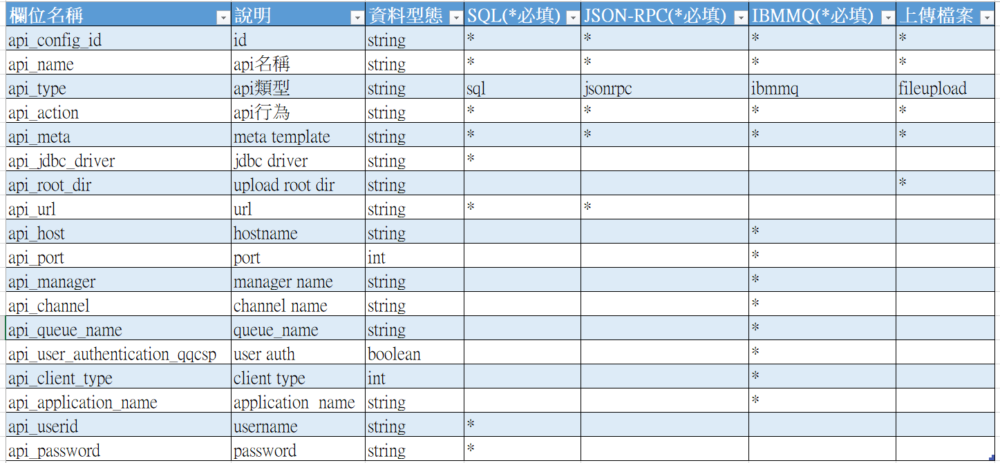 欄位名稱 說明 資料型態 SQL(*必填) JSON-RPC(*必填) IBMMQ(*必填) 上傳檔案
api_config_id id string * * * *
api_name api名稱 string * * * *
api_type api類型 string sql jsonrpc ibmmq fileupload
api_action api行為 string * * * *
api_meta meta template string * * * *
api_jdbc_driver jdbc driver string *
api_root_dir upload root dir string *
api_url url string * *
api_host hostname string *
api_port port int *
api_manager manager name string *
api_channel channel name string *
api_queue_name queue_name string *
api_user_authentication_qqcsp user auth boolean *
api_client_type client type int *
api_application_name application name string *
api_userid username string *
api_password password string *